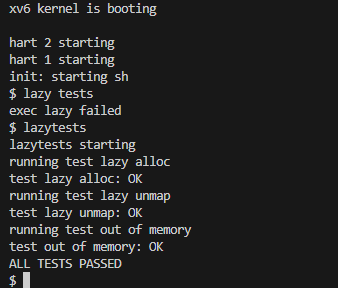 xv6 kernel is booting
hart 2 starting
hart 1 starting
init: starting sh
$ lazy tests
exec lazy failed
$ lazytests
lazytests starting
running test lazy alloc
test lazy alloc: OK
running test lazy unmap
test lazy unmap: OK
running test out of memory
test out of memory: OK
ALL TESTS PASSED
$